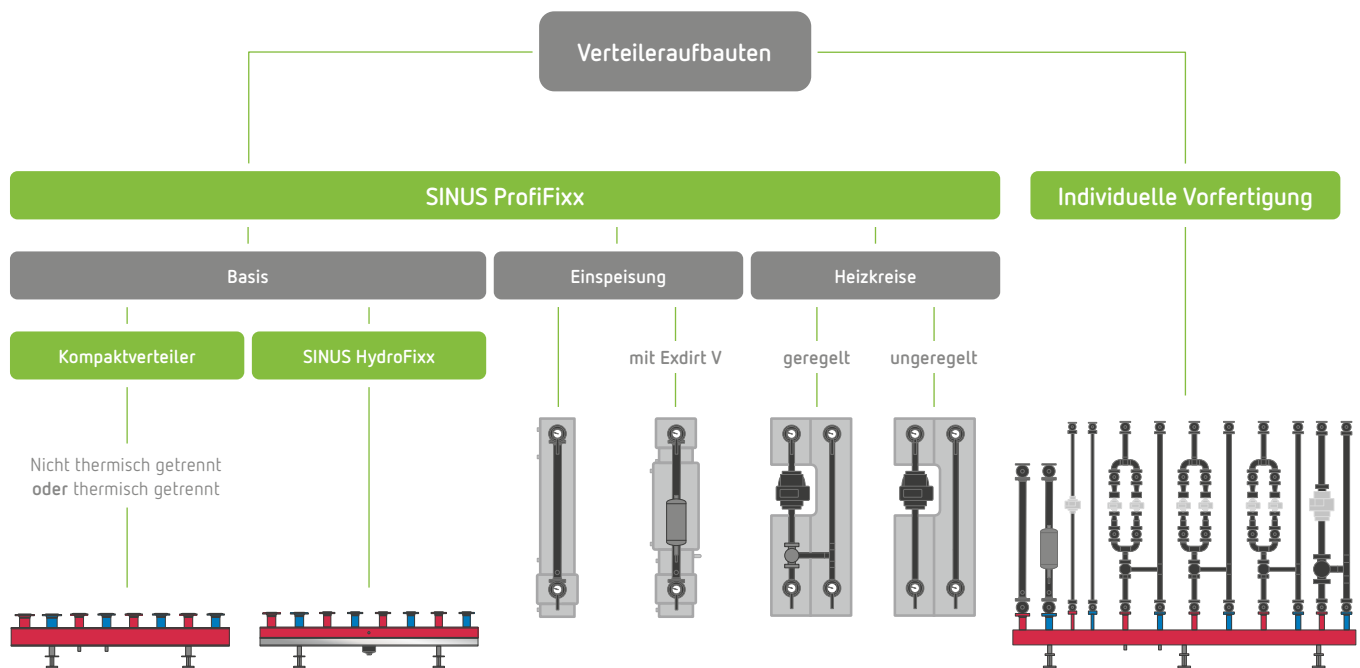 Verteileraufbauten
SINUS ProfiFixx
Individuelle Vorfertigung
Basis
Einspeisung
Heizkreise
Kompaktverteiler
SINUS HydroFixx
mit Exdirt V
geregelt
ungeregelt
Nicht thermisch getrennt
oder thermisch getrennt